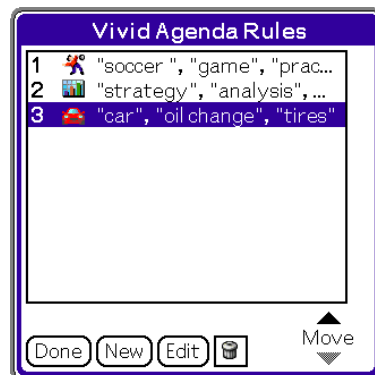 Vivid Agenda Rules
1 "soccer ", "game", "prac...
2 "strategy", "analysis", ...
3 "car", "oil change", "tires"
Done New Edit Move